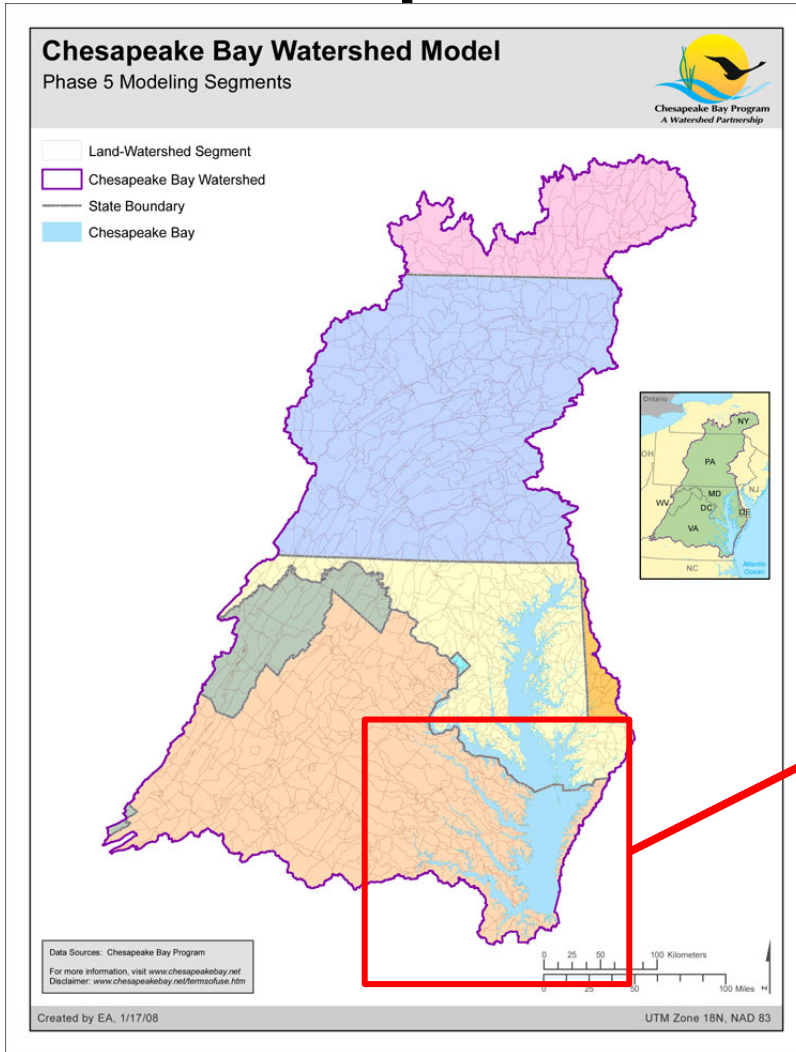 Chesapeake Bay Watershed Model
Phase 5 Modeling Segments
Chesapeake Bay Program
A Watershed Partnership
Land-Watershed Segment
Chesapeake Bay Watershed
State Boundary
Chesapeake Bay
Ontario
NY
OH
PA
NJ
MD
WV
DC
DE
VA
NC
Atlantic
Ocean
Data Sources: Chesapeake Bay Program
For more information, visit www.chesapeakebay.net
Disclaimer: www.chesapeakebay.net/termsofuse.htm
0 25 50 100 Kilometers
0 25 50 100 Miles
N
Created by EA, 1/17/08
UTM Zone 18N, NAD 83